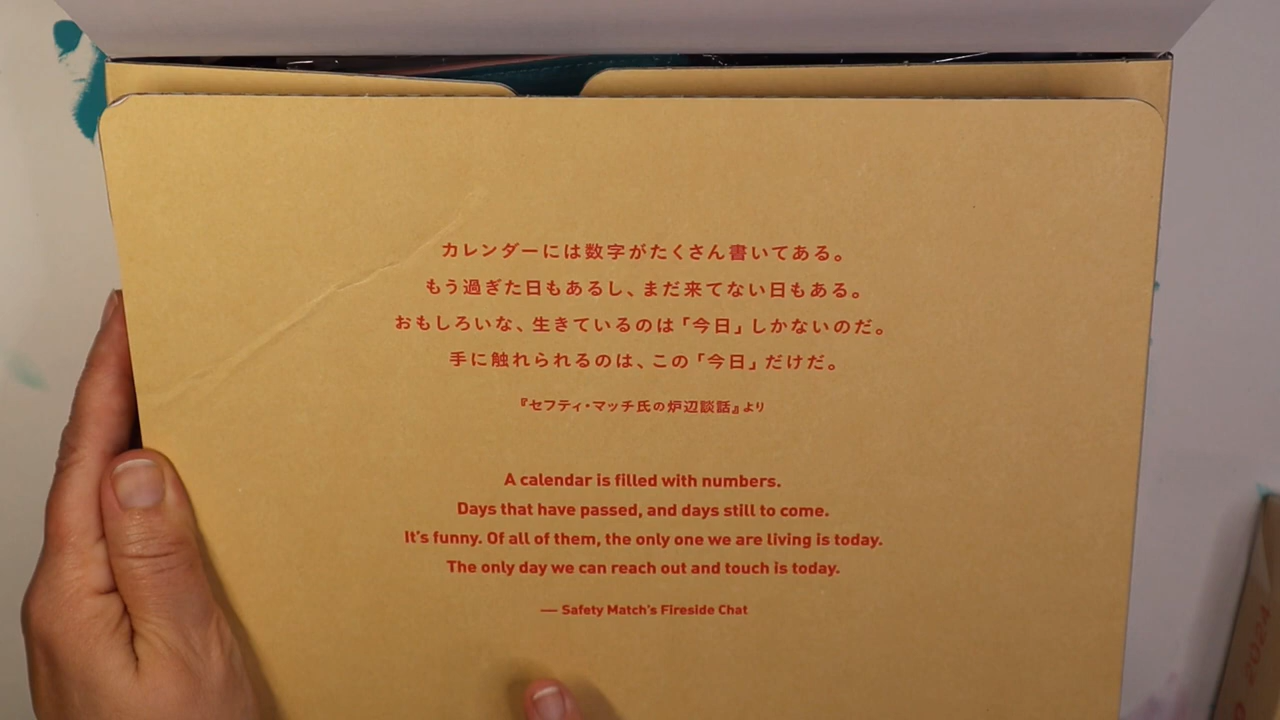 カレンダーには数字がたくさん書いてある。
もう過ぎた日もあるし、まだ来てない日もある。
おもしろいな、生きているのは「今日」しかないのだ。
手に触れられるのは、この「今日」だけだ。
『セフティ・マッチ氏の炉辺談話』より
A calendar is filled with numbers.
Days that have passed, and days still to come.
It's funny. Of all of them, the only one we are living is today.
The only day we can reach out and touch is today.
— Safety Match's Fireside Chat
2024